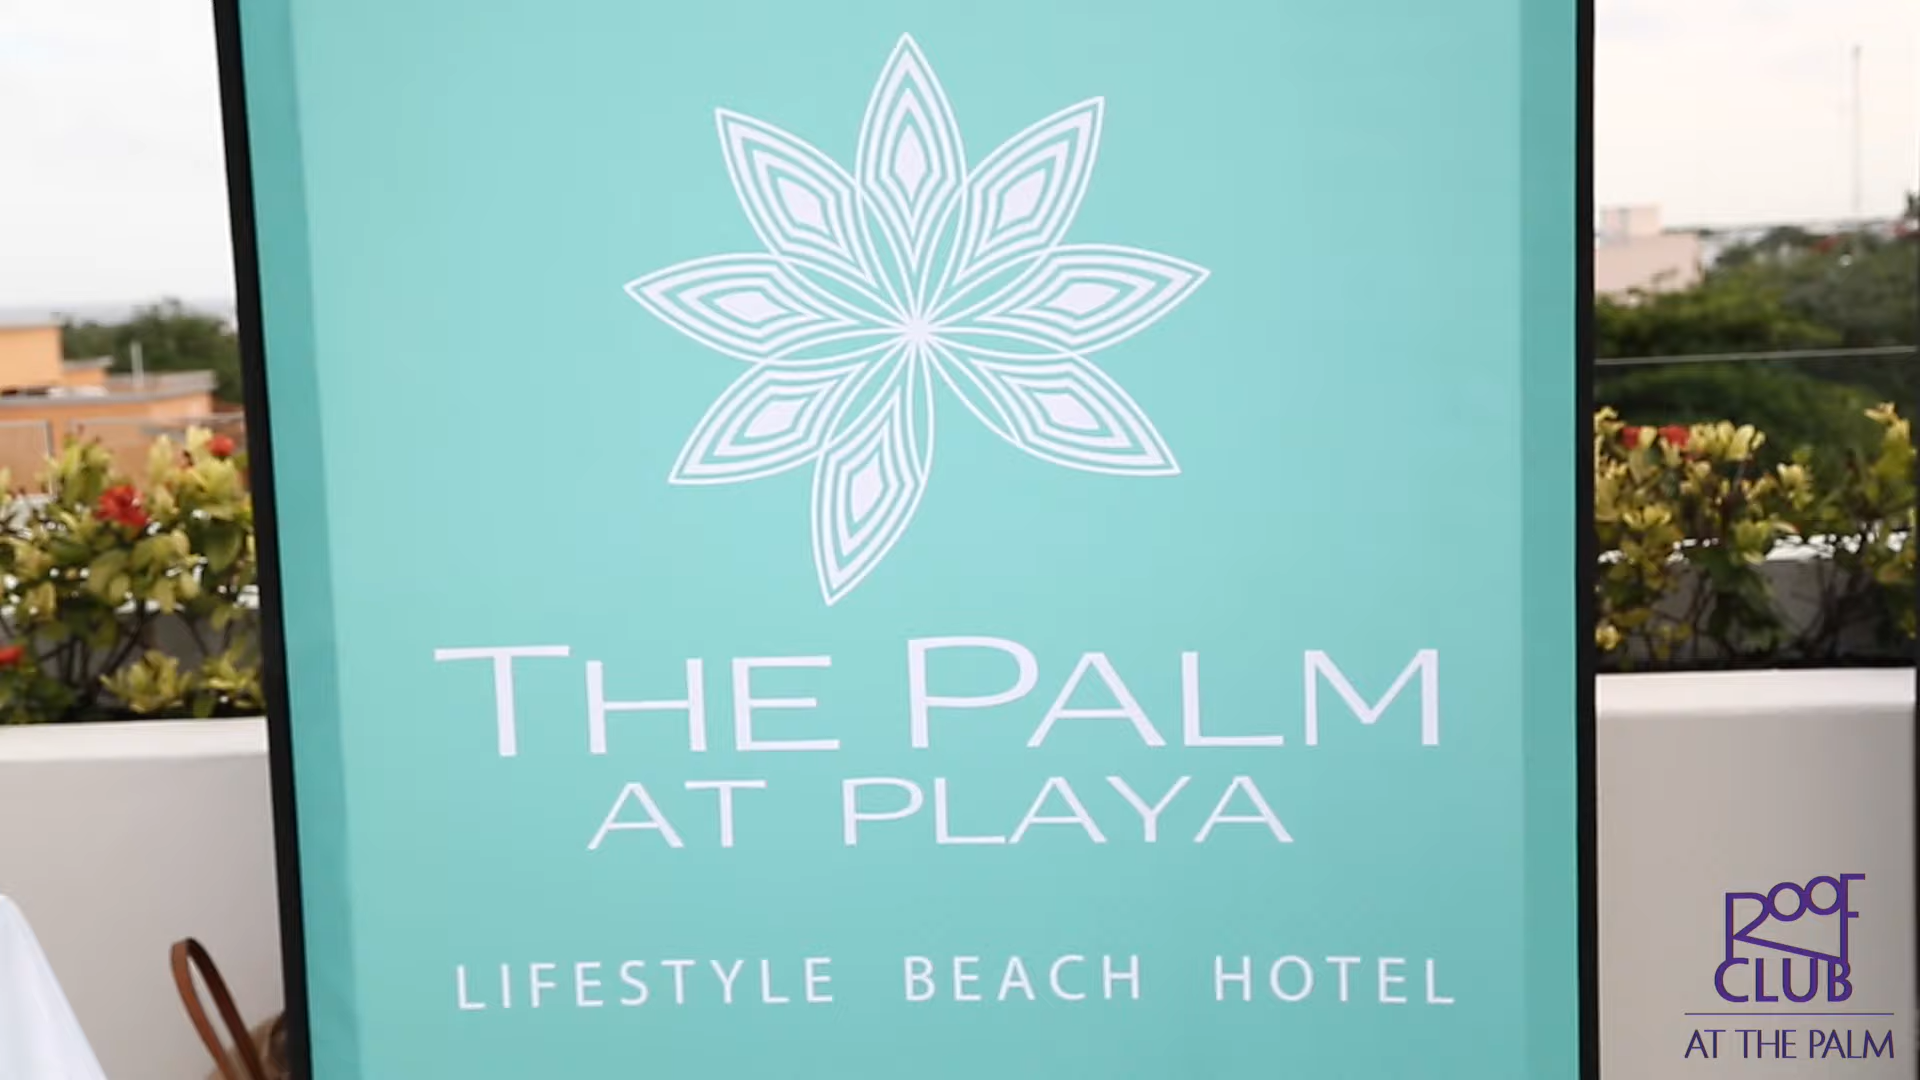 THE PALM
AT PLAYA
LIFESTYLE BEACH HOTEL
ROOF
CLUB
AT THE PALM